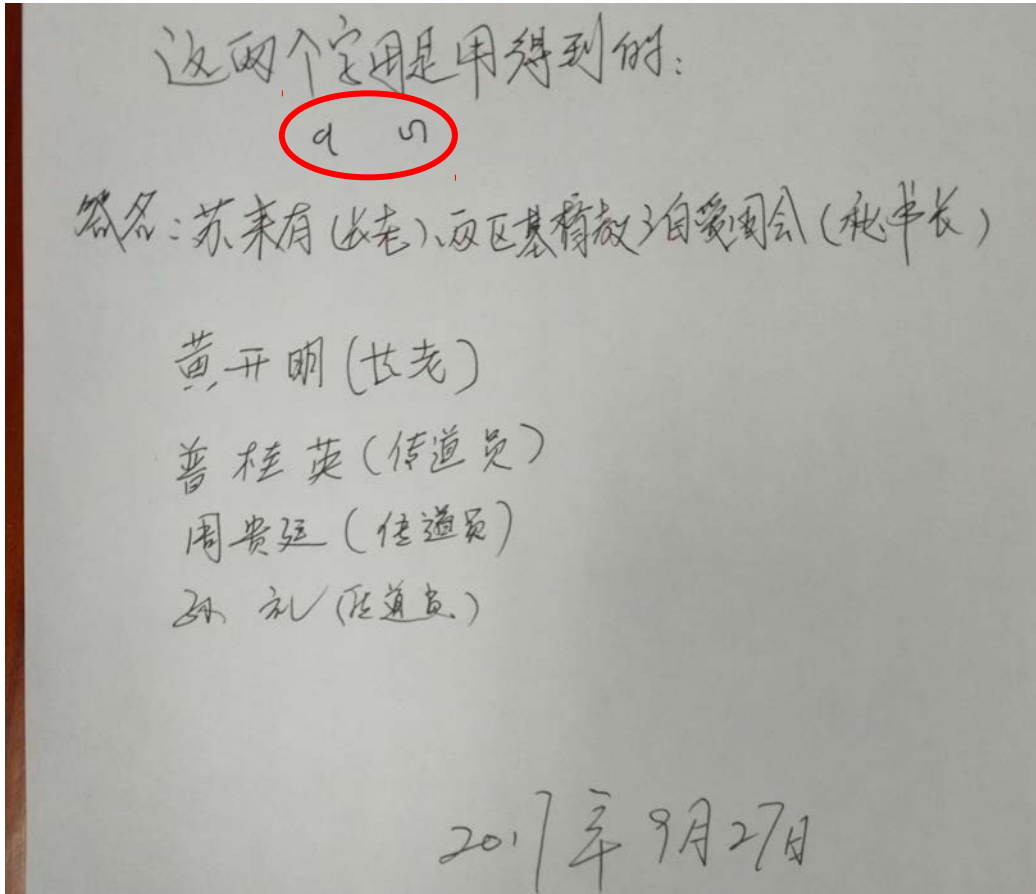 这两个字用是用得到的:
签名:苏来有(长老)、西区基督教三自爱国会(秘书长)
黄开明(长老)
普桂英(传道员)
周贵廷(传道员)
孙礼(传道员)
2017年9月27日